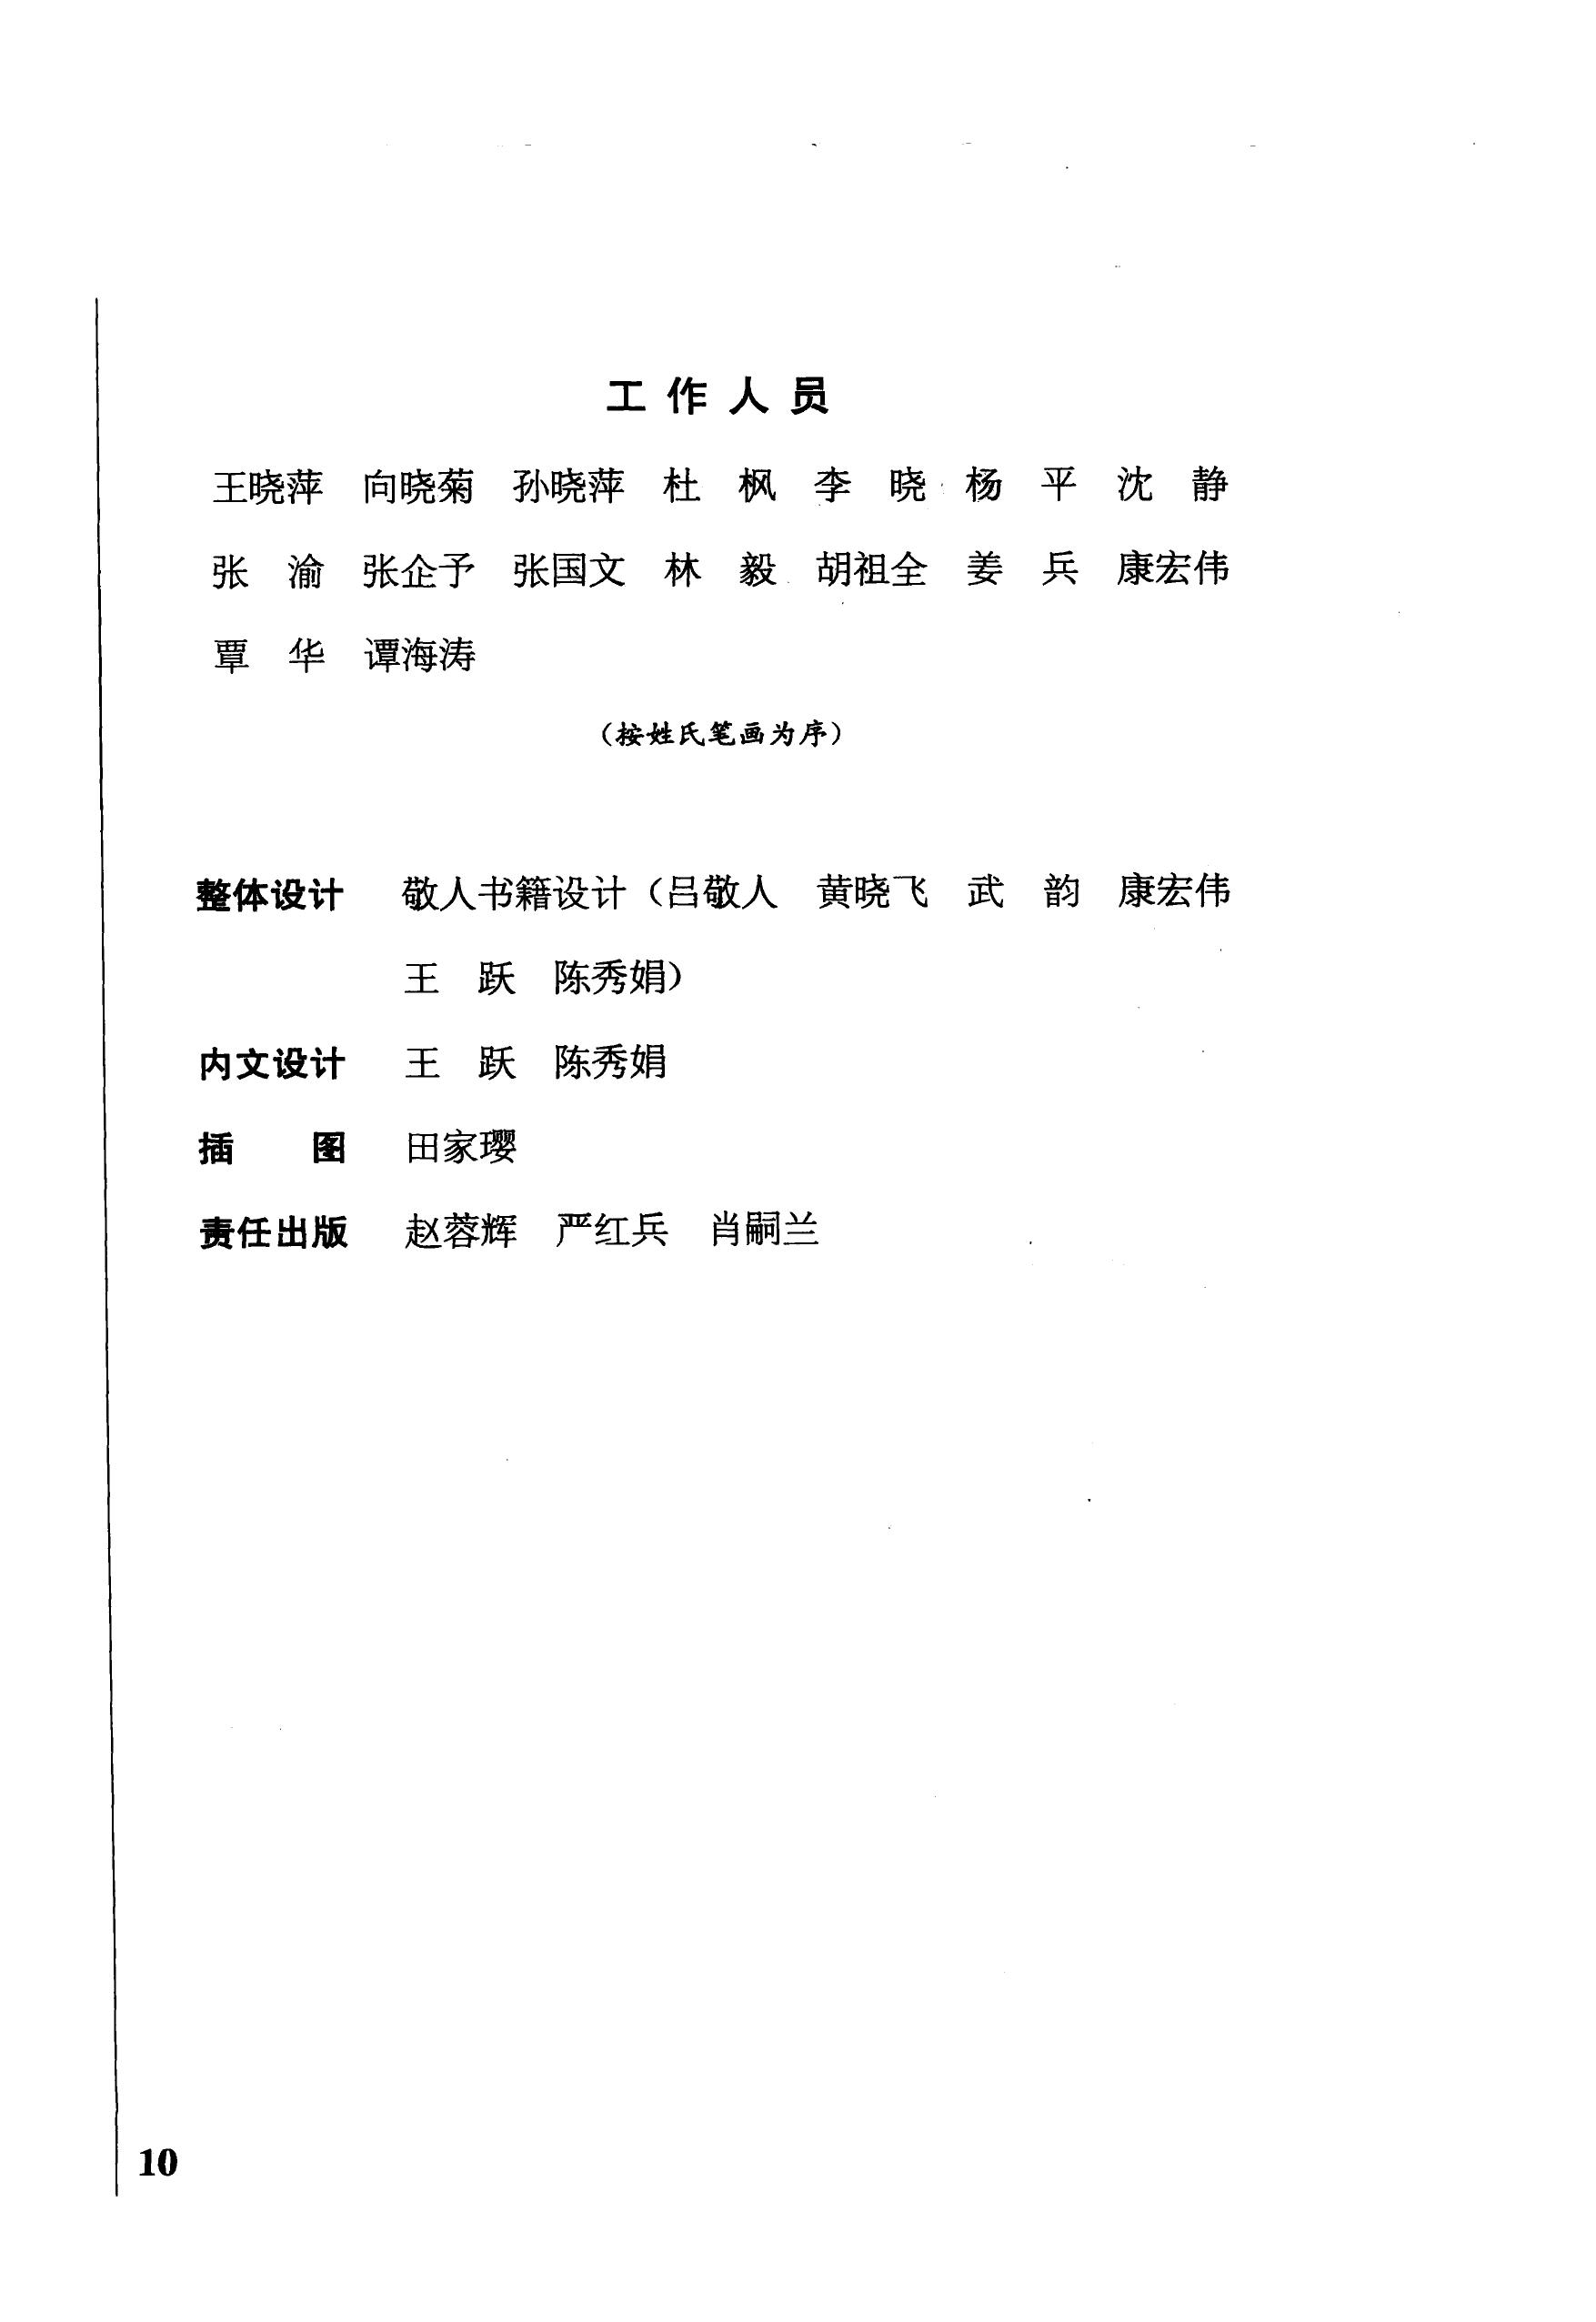 工作人员
王晓萍 向晓菊 孙晓萍 杜 枫 李 晓 杨 平 沈 静
张 渝 张企予 张国文 林 毅 胡祖全 姜 兵 康宏伟
覃 华 谭海涛
（按姓氏笔画为序）
整体设计 敬人书籍设计（吕敬人 黄晓飞 武 韵 康宏伟
王 跃 陈秀娟）
内文设计 王 跃 陈秀娟
插 图 田家璎
责任出版 赵蓉辉 严红兵 肖嗣兰
10